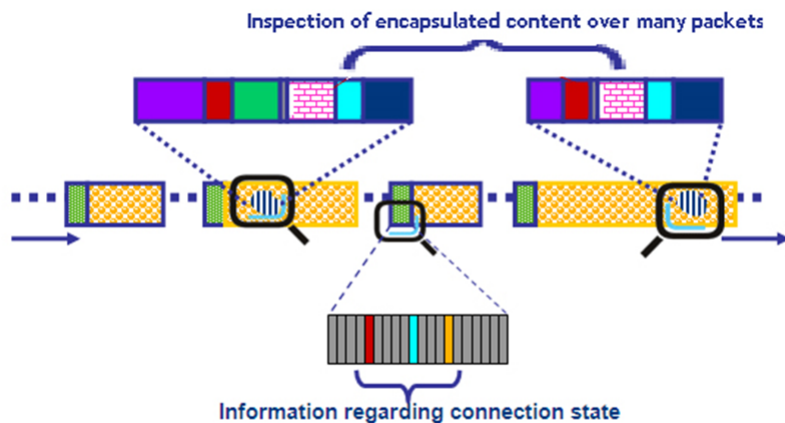 Inspection of encapsulated content over many packets
Information regarding connection state